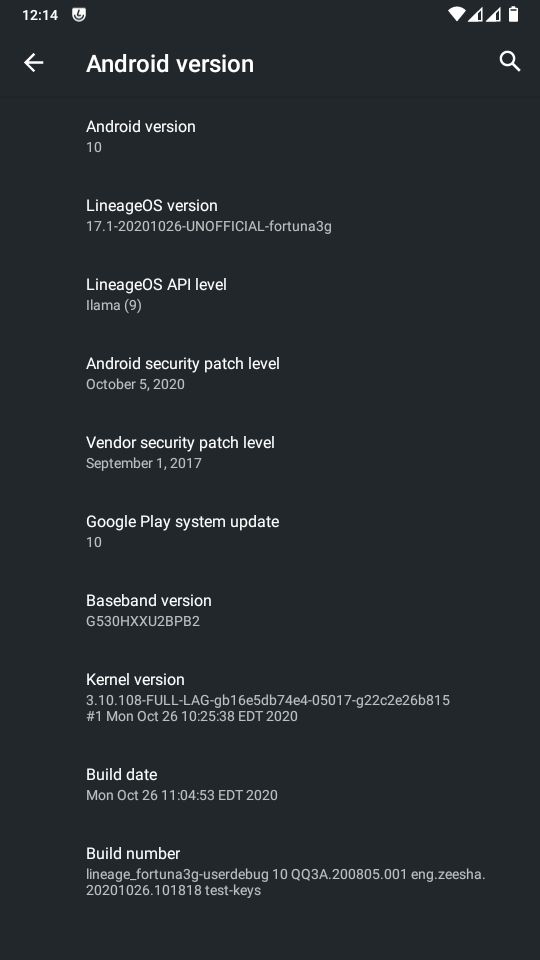 12:14
Android version
Android version
10
LineageOS version
17.1-20201026-UNOFFICIAL-fortuna3g
LineageOS API level
Ilama (9)
Android security patch level
October 5, 2020
Vendor security patch level
September 1, 2017
Google Play system update
10
Baseband version
G530HXXU2BPB2
Kernel version
3.10.108-FULL-LAG-gb16e5db74e4-05017-g22c2e26b815
#1 Mon Oct 26 10:25:38 EDT 2020
Build date
Mon Oct 26 11:04:53 EDT 2020
Build number
lineage_fortuna3g-userdebug 10 QQ3A.200805.001 eng.zeesha.
20201026.101818 test-keys